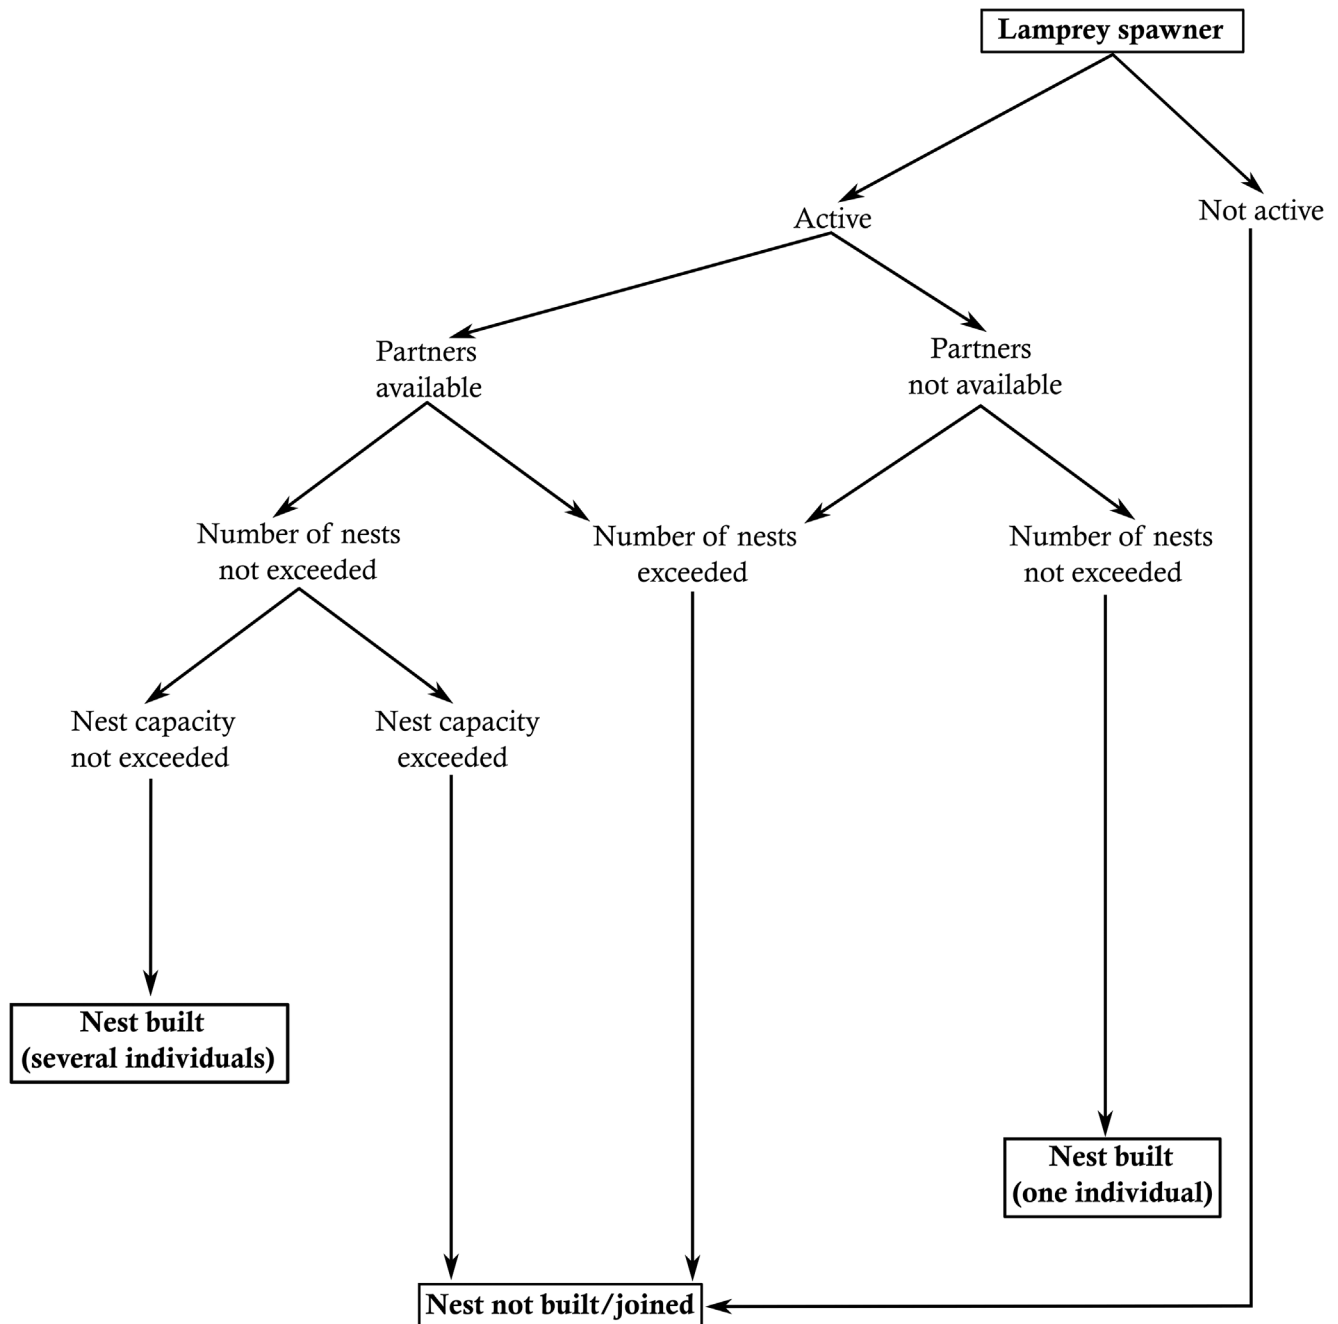 Lamprey spawner
Active
Not active
Partners
available
Partners
not available
Number of nests
not exceeded
Number of nests
exceeded
Number of nests
not exceeded
Nest capacity
not exceeded
Nest capacity
exceeded
Nest built
(several individuals)
Nest built
(one individual)
Nest not built/joined